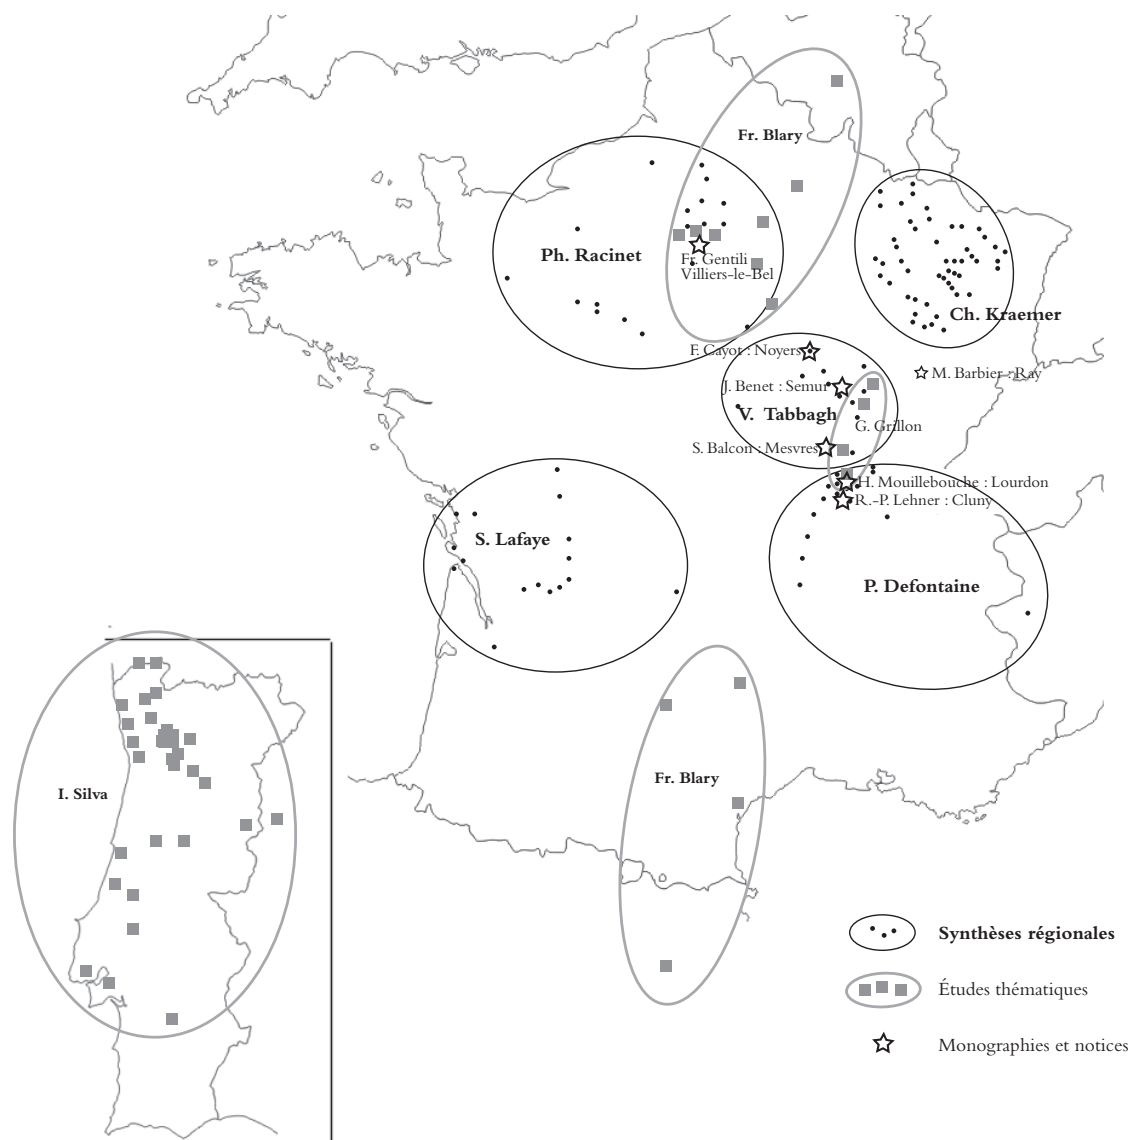 Fr. Blary
Ph. Racinet
Fr. Gentili
Villiers-le-Bel
Ch. Kraemer
F. Cayot : Noyers
M. Barbier : Ray
J. Benet : Semur
V. Tabbagh
G. Grillon
S. Balcon : Mesvres
H. Mouillebouche : Lourdon
R.-P. Lehner : Cluny
S. Lafaye
P. Defontaine
Fr. Blary
I. Silva
Synthèses régionales
Études thématiques
Monographies et notices